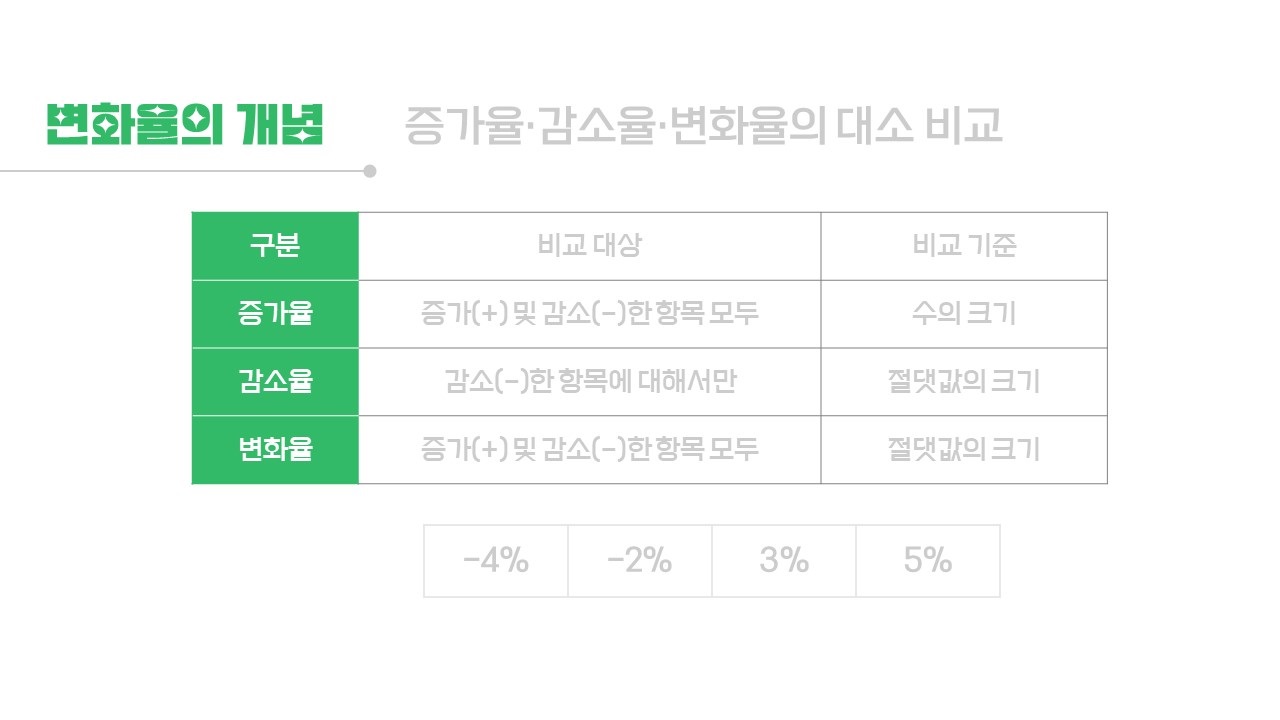 변화율의 개념
증가율·감소율·변화율의 대소 비교
구분 비교 대상 비교 기준
증가율 증가(+) 및 감소(-)한 항목 모두 수의 크기
감소율 감소(-)한 항목에 대해서만 절댓값의 크기
변화율 증가(+) 및 감소(-)한 항목 모두 절댓값의 크기
-4% -2% 3% 5%